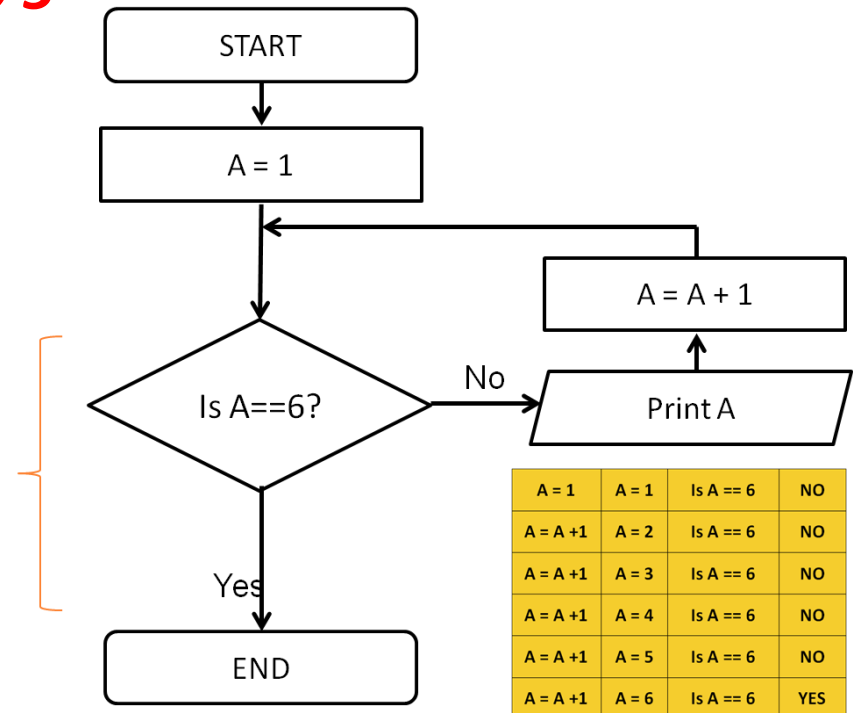 START
A = 1
A = A + 1
Is A==6?
No
Print A
Yes
END
A = 1 A = 1 Is A == 6 NO
A = A +1 A = 2 Is A == 6 NO
A = A +1 A = 3 Is A == 6 NO
A = A +1 A = 4 Is A == 6 NO
A = A +1 A = 5 Is A == 6 NO
A = A +1 A = 6 Is A == 6 YES